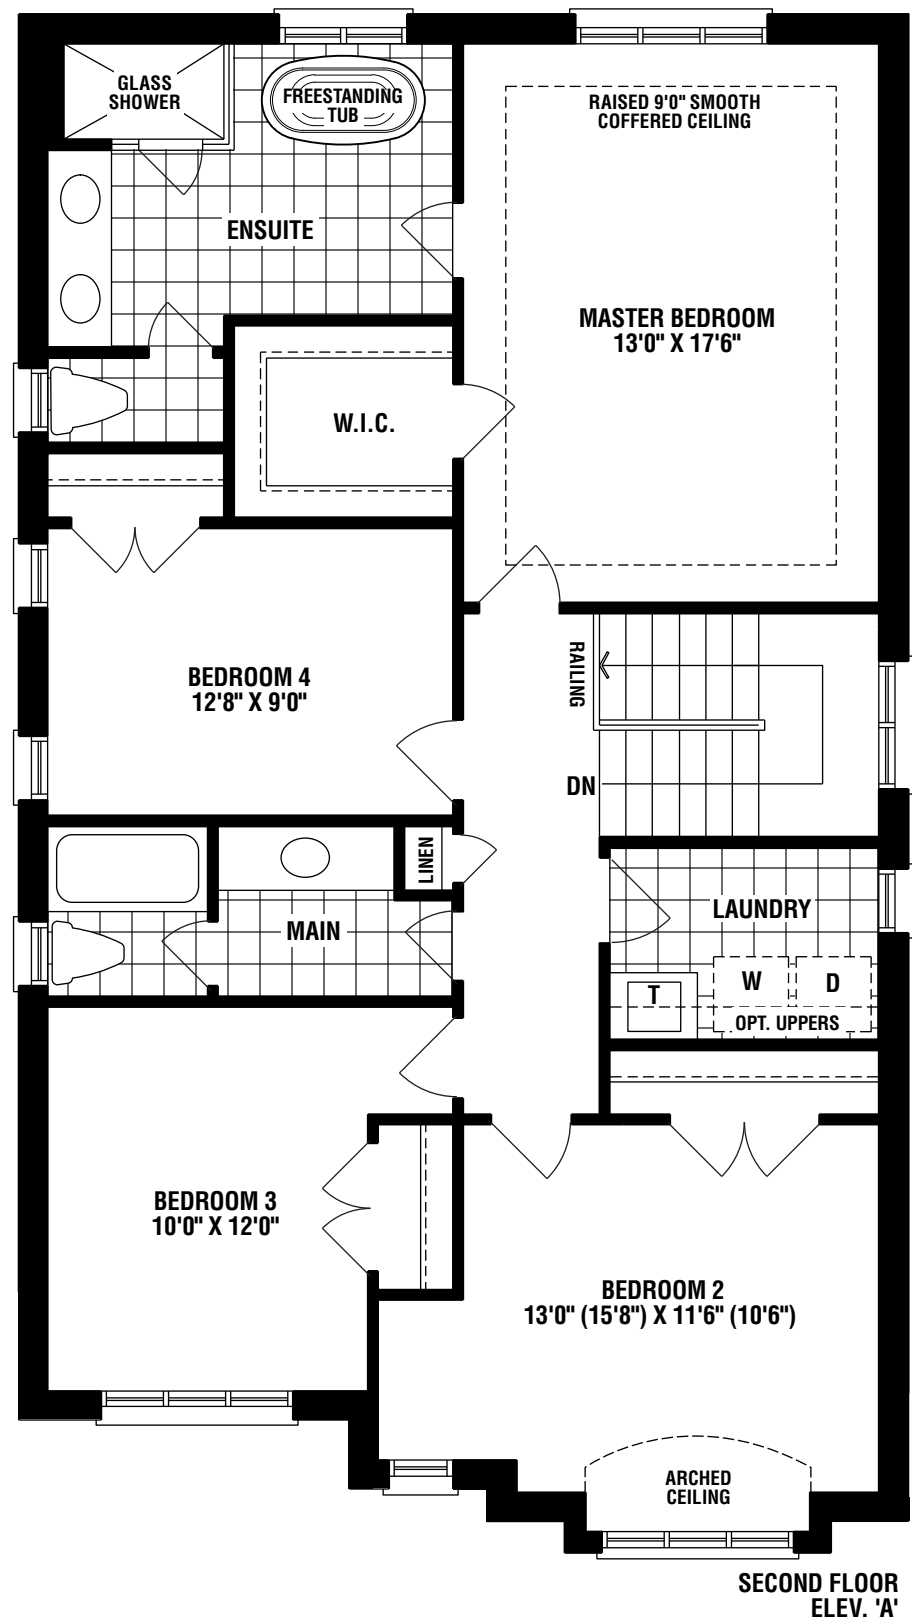 GLASS
SHOWER
FREESTANDING
TUB
RAISED 9'0" SMOOTH
COFFERED CEILING
ENSUITE
MASTER BEDROOM
13'0" X 17'6"
W.I.C.
BEDROOM 4
12'8" X 9'0"
RAILING
DN
LINEN
MAIN
LAUNDRY
T
W
D
OPT. UPPERS
BEDROOM 3
10'0" X 12'0"
BEDROOM 2
13'0" (15'8") X 11'6" (10'6")
ARCHED
CEILING
SECOND FLOOR
ELEV. 'A'